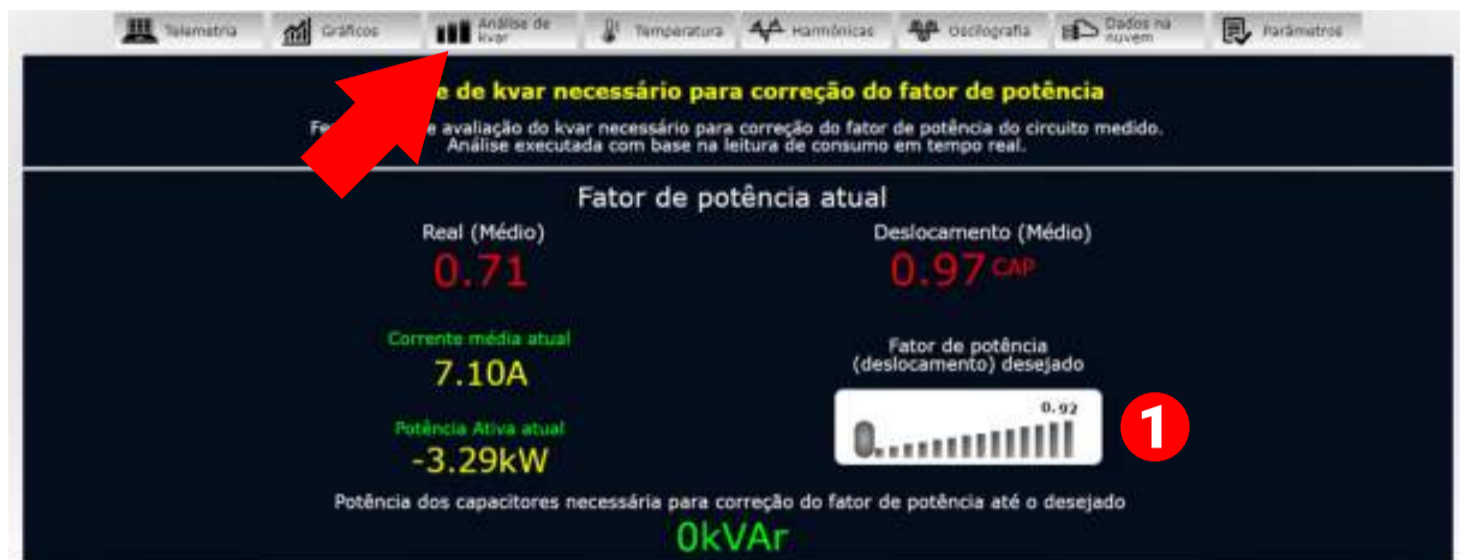 Telemetria
Gráficos
Análise de
kvar
Temperatura
Harmônicas
Oscilografia
Dados na
nuvem
Parâmetros
e de kvar necessário para correção do fator de potência
Fe e avaliação do kvar necessário para correção do fator de potência do circuito medido.
Análise executada com base na leitura de consumo em tempo real.
Fator de potência atual
Real (Médio)
Deslocamento (Médio)
0.71
0.97 CAP
Corrente média atual
7.10A
Fator de potência
(deslocamento) desejado
0.92
1
Potência Ativa atual
-3.29kW
Potência dos capacitores necessária para correção do fator de potência até o desejado
0kVAr